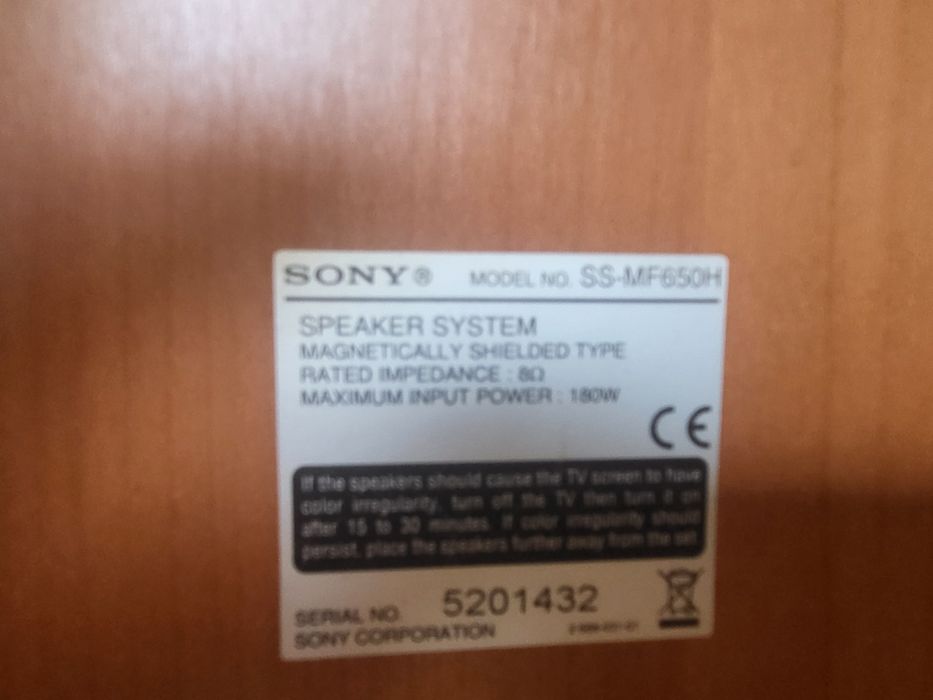 SONY® MODEL NO. SS-MF650H
SPEAKER SYSTEM
MAGNETICALLY SHIELDED TYPE
RATED IMPEDANCE : 8Ω
MAXIMUM INPUT POWER : 180W
CE
If the speakers should cause the TV screen to have
color irregularity, turn off the TV then turn it on
after 15 to 30 minutes. If color irregularity should
persist, place the speakers further away from the set.
SERIAL NO. 5201432
SONY CORPORATION